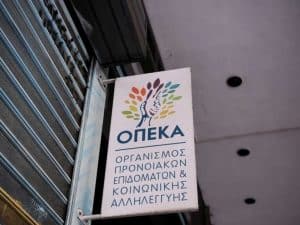 ΟΠΕΚΑ
ΟΡΓΑΝΙΣΜΟΣ
ΠΡΟΝΟΙΑΚΩΝ
ΕΠΙΔΟΜΑΤΩΝ &
ΚΟΙΝΩΝΙΚΗΣ
ΑΛΛΗΛΕΓΓΥΗΣ